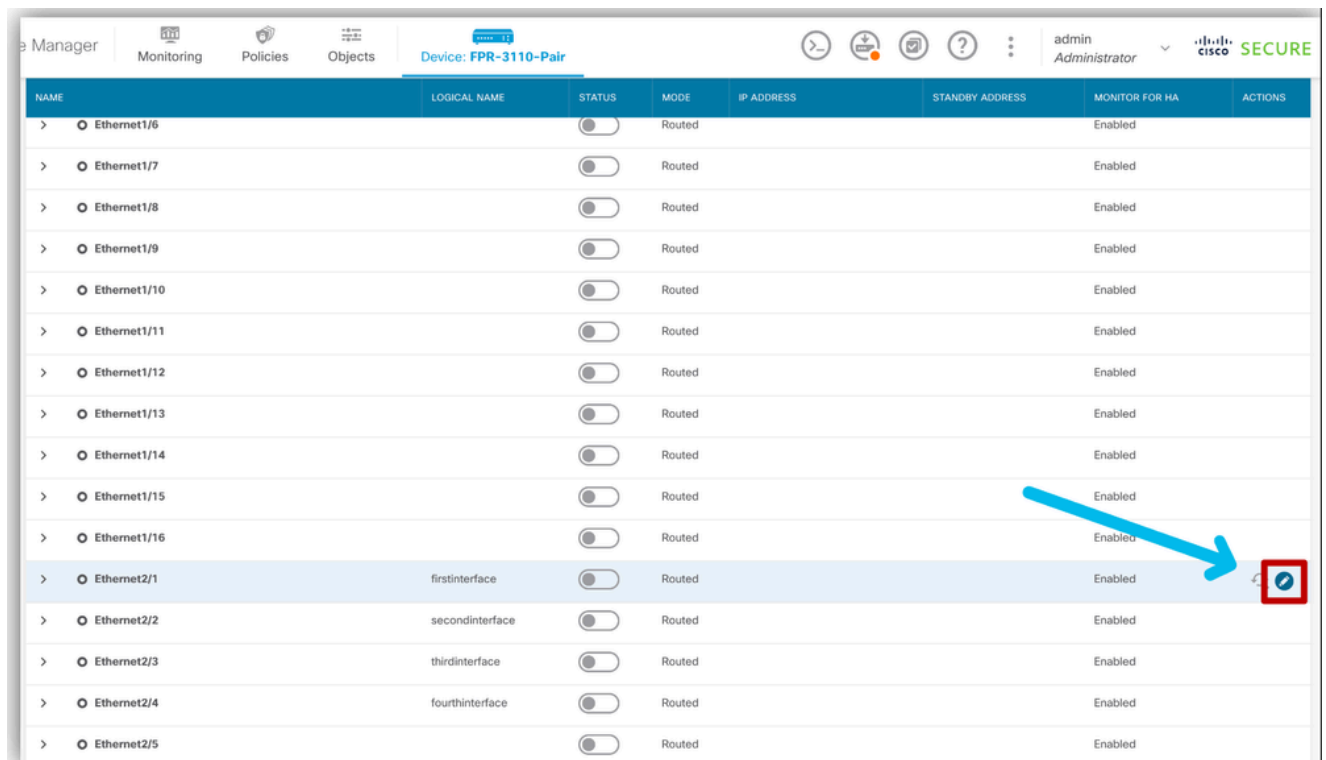 e Manager
Monitoring
Policies
Objects
Device: FPR-3110-Pair
admin
Administrator
CISCO SECURE
NAME LOGICAL NAME STATUS MODE IP ADDRESS STANDBY ADDRESS MONITOR FOR HA ACTIONS
Ethernet1/6 Routed Enabled
Ethernet1/7 Routed Enabled
Ethernet1/8 Routed Enabled
Ethernet1/9 Routed Enabled
Ethernet1/10 Routed Enabled
Ethernet1/11 Routed Enabled
Ethernet1/12 Routed Enabled
Ethernet1/13 Routed Enabled
Ethernet1/14 Routed Enabled
Ethernet1/15 Routed Enabled
Ethernet1/16 Routed Enabled
Ethernet2/1 firstinterface Routed Enabled
Ethernet2/2 secondinterface Routed Enabled
Ethernet2/3 thirdinterface Routed Enabled
Ethernet2/4 fourthinterface Routed Enabled
Ethernet2/5 Routed Enabled